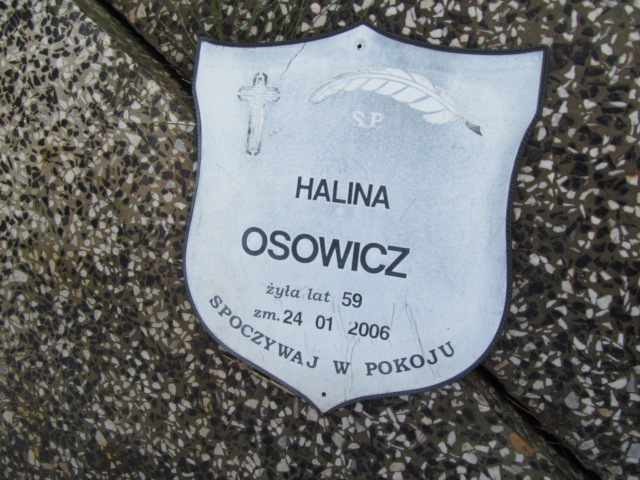 S.P
HALINA
OSOWICZ
żyła lat 59
zm. 24 01 2006
SPOCZYWAJ W POKOJU